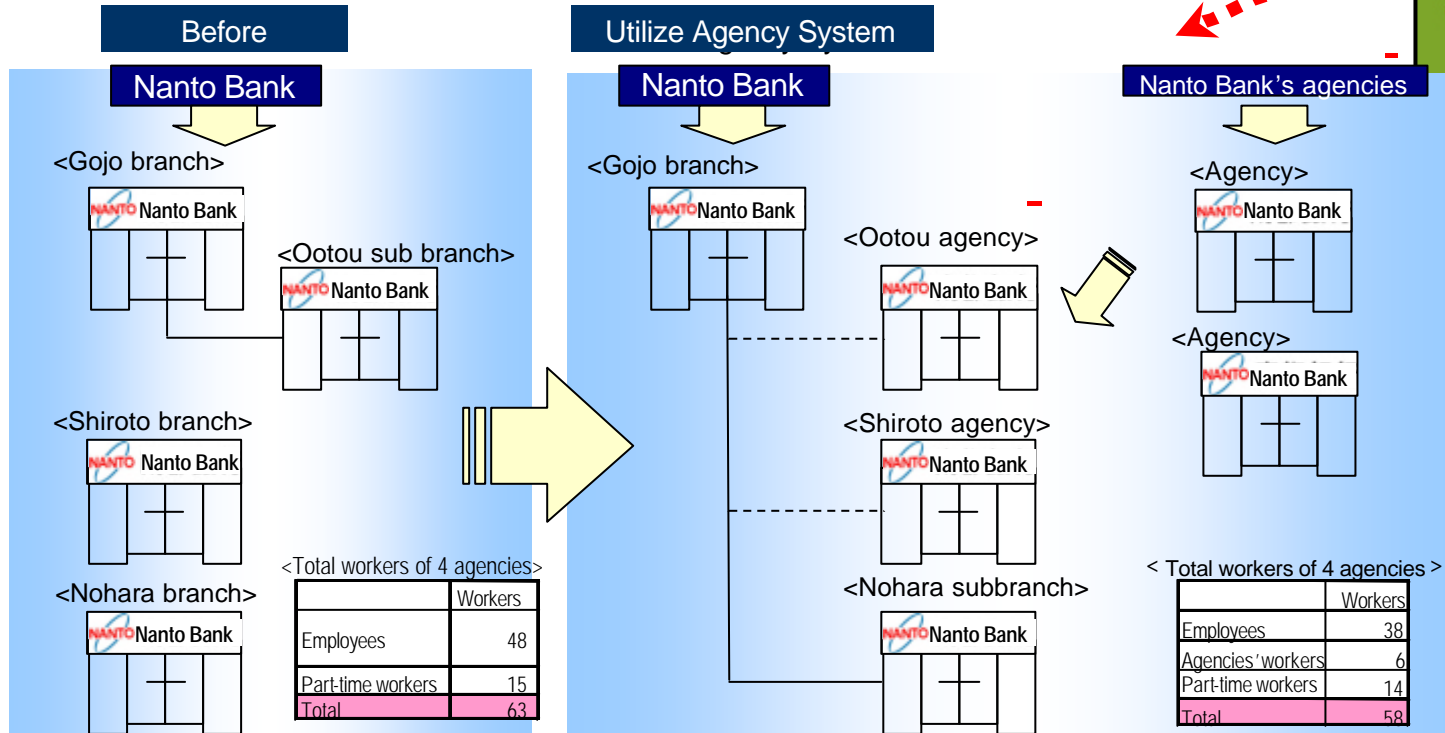 Before
Nanto Bank
<Gojo branch>
NANTO Nanto Bank
<Ootou sub branch>
NANTO Nanto Bank
<Shiroto branch>
NANTO Nanto Bank
<Nohara branch>
NANTO Nanto Bank
<Total workers of 4 agencies>
Workers
Employees 48
Part-time workers 15
Total 63
Utilize Agency System
Nanto Bank
<Gojo branch>
NANTO Nanto Bank
<Ootou agency>
NANTO Nanto Bank
<Shiroto agency>
NANTO Nanto Bank
<Nohara subbranch>
NANTO Nanto Bank
Nanto Bank's agencies
<Agency>
NANTO Nanto Bank
<Agency>
NANTO Nanto Bank
< Total workers of 4 agencies >
Workers
Employees 38
Agencies' workers 6
Part-time workers 14
Total 58